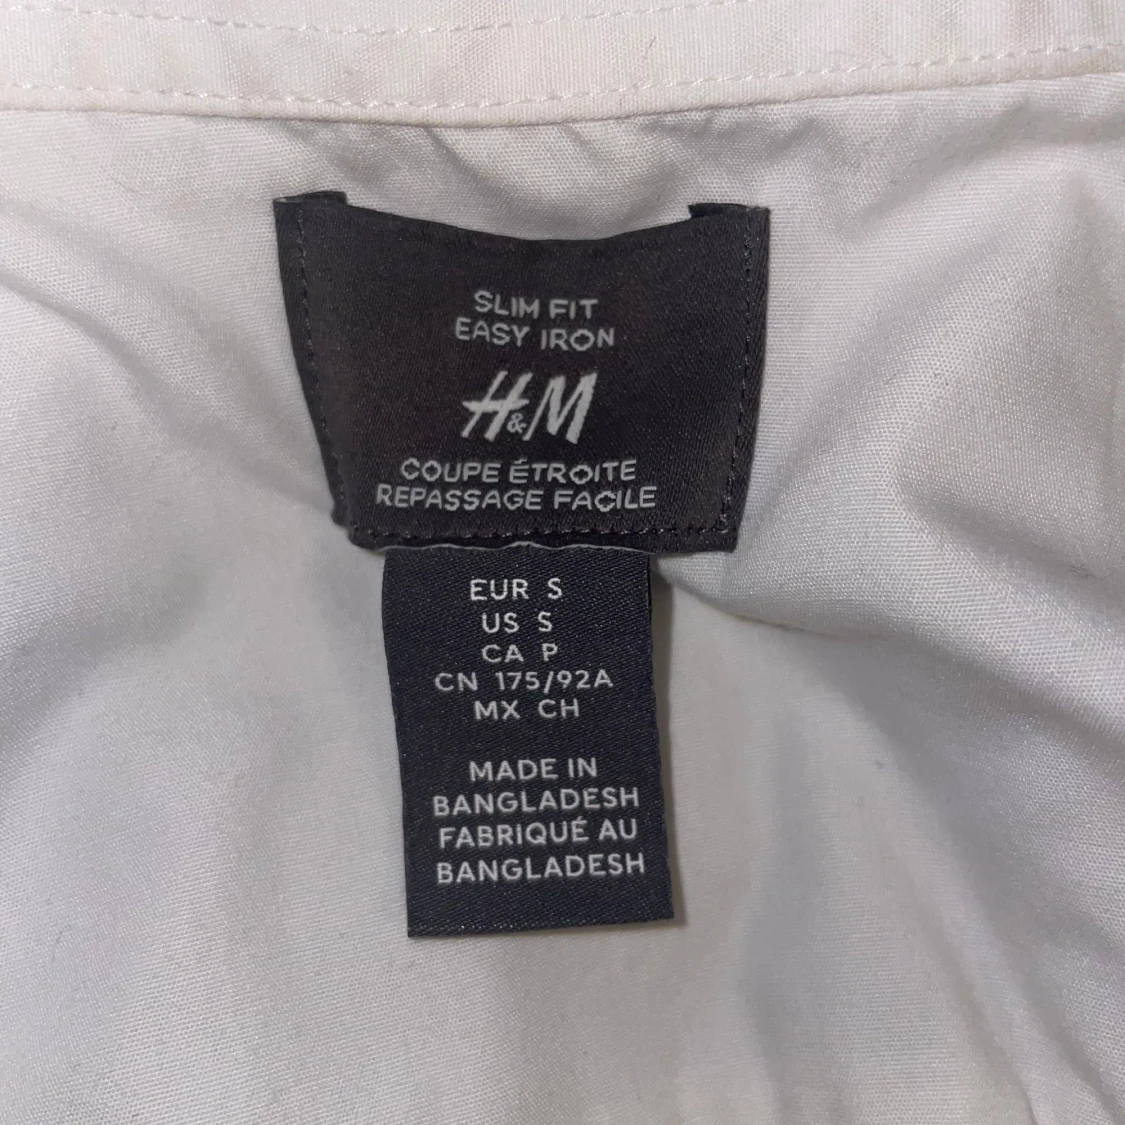 SLIM FIT
EASY IRON
H&M
COUPE ÉTROITE
REPASSAGE FACILE
EUR S
US S
CA P
CN 175/92A
MX CH
MADE IN
BANGLADESH
FABRIQUÉ AU
BANGLADESH